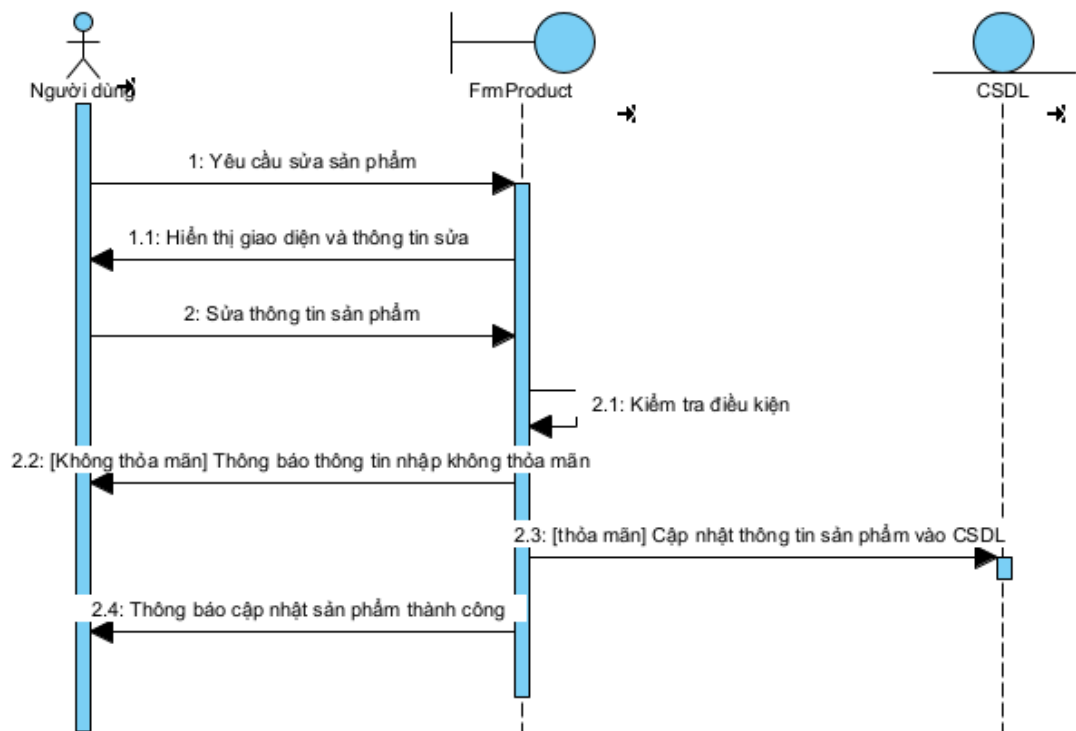 Người dùng
FrmProduct
CSDL
1: Yêu cầu sửa sản phẩm
1.1: Hiển thị giao diện và thông tin sửa
2: Sửa thông tin sản phẩm
2.1: Kiểm tra điều kiện
2.2: [Không thỏa mãn] Thông báo thông tin nhập không thỏa mãn
2.3: [thỏa mãn] Cập nhật thông tin sản phẩm vào CSDL
2.4: Thông báo cập nhật sản phẩm thành công